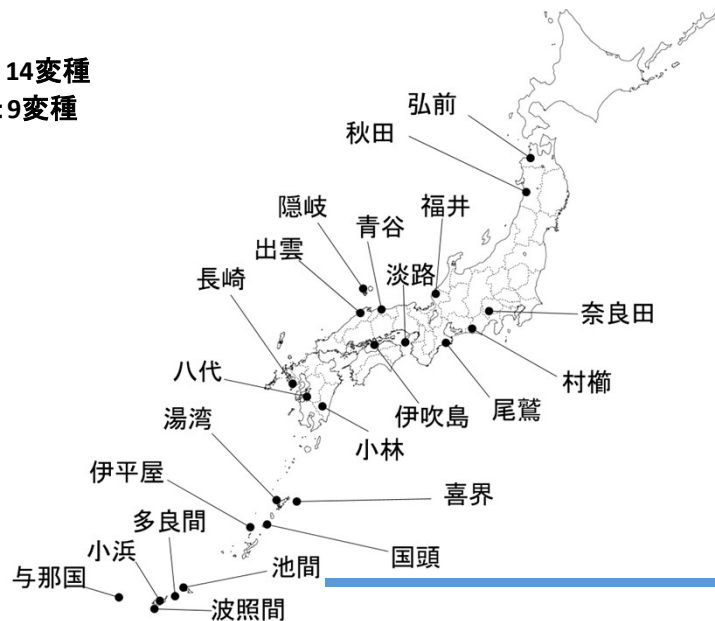 14変種
: 9変種
弘前
秋田
隠岐
福井
青谷
出雲
淡路
長崎
奈良田
八代
村櫛
伊吹島
尾鷲
湯湾
小林
伊平屋
喜界
多良間
小浜
国頭
池間
与那国
波照間